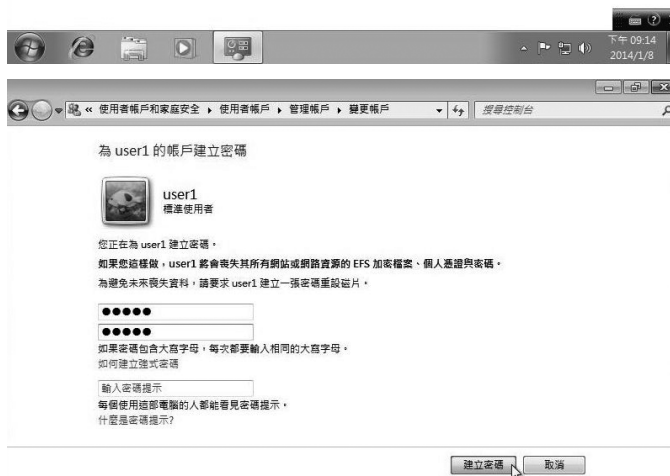 下午 09:14
2014/1/8
« 使用者帳戶和家庭安全 ▸ 使用者帳戶 ▸ 管理帳戶 ▸ 變更帳戶
搜尋控制台
為 user1 的帳戶建立密碼
user1
標準使用者
您正在為 user1 建立密碼。
如果您這樣做，user1 將會喪失其所有網站或網路資源的 EFS 加密檔案、個人憑證與密碼。
為避免未來喪失資料，請要求 user1 建立一張密碼重設磁片。
●●●●●
●●●●●
如果密碼包含大寫字母，每次都要輸入相同的大寫字母。
如何建立強式密碼
輸入密碼提示
每個使用這部電腦的人都能看見密碼提示。
什麼是密碼提示?
建立密碼 取消